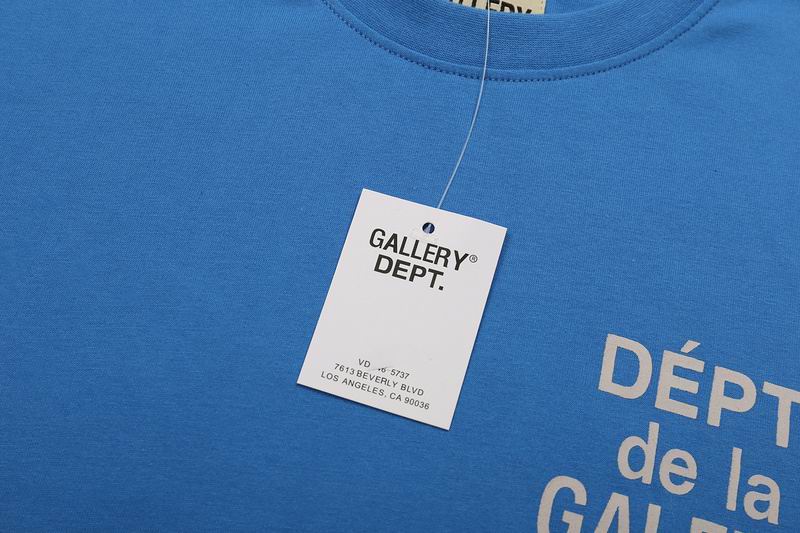 GALLERY®
DEPT.
VD 5737
7613 BEVERLY BLVD
LOS ANGELES, CA 90036
DÉPT
de la